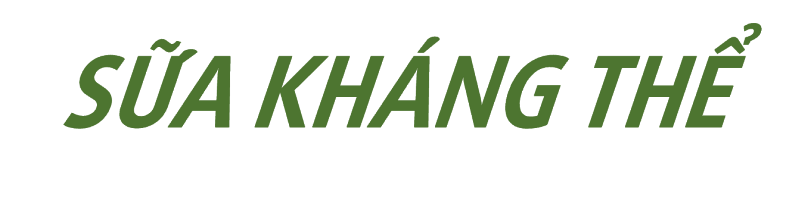 SỮA KHÁNG THỂ